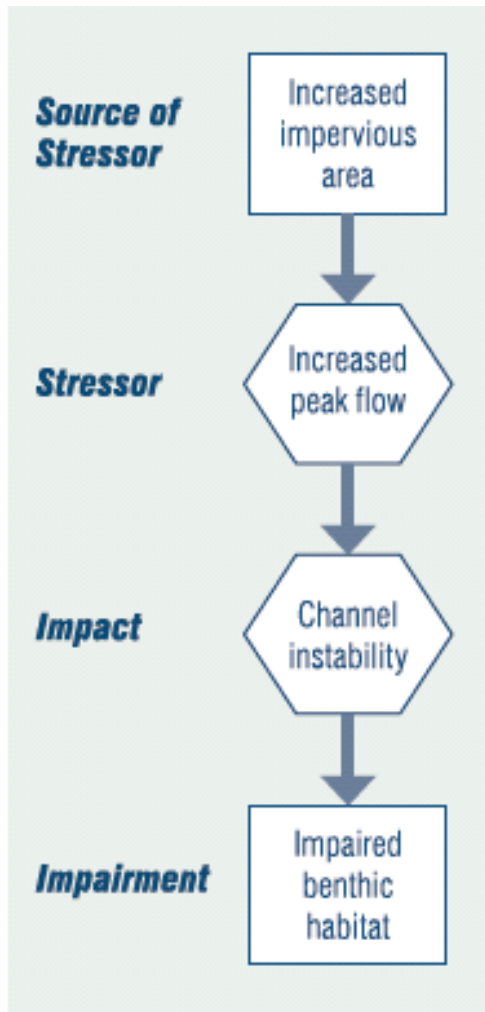 Source of
Stressor
Increased
impervious
area
Stressor
Increased
peak flow
Impact
Channel
instability
Impairment
Impaired
benthic
habitat